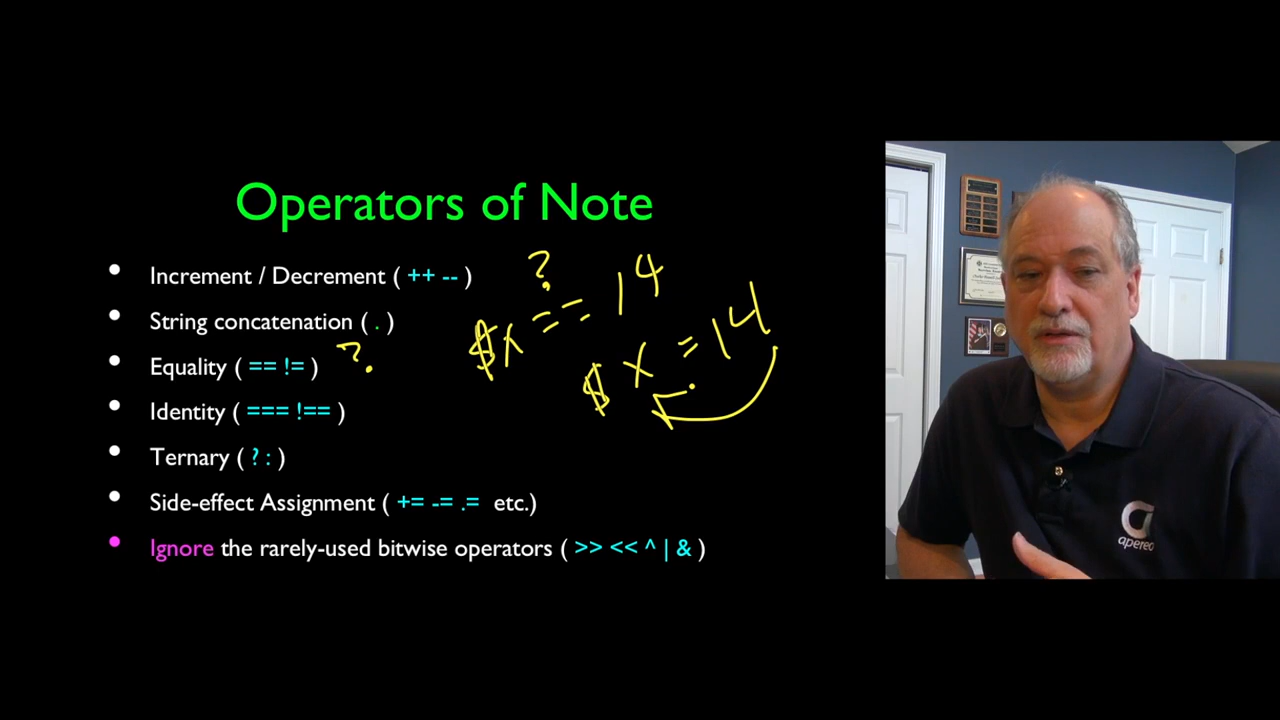 Operators of Note
• Increment / Decrement ( ++ -- )
• String concatenation ( . )
• Equality ( == != ) ?
• Identity ( === !== )
• Ternary ( ? : )
• Side-effect Assignment ( += -= .= etc.)
• Ignore the rarely-used bitwise operators ( >> << ^ | & )
?
$x == 14
$x = 14
apereo